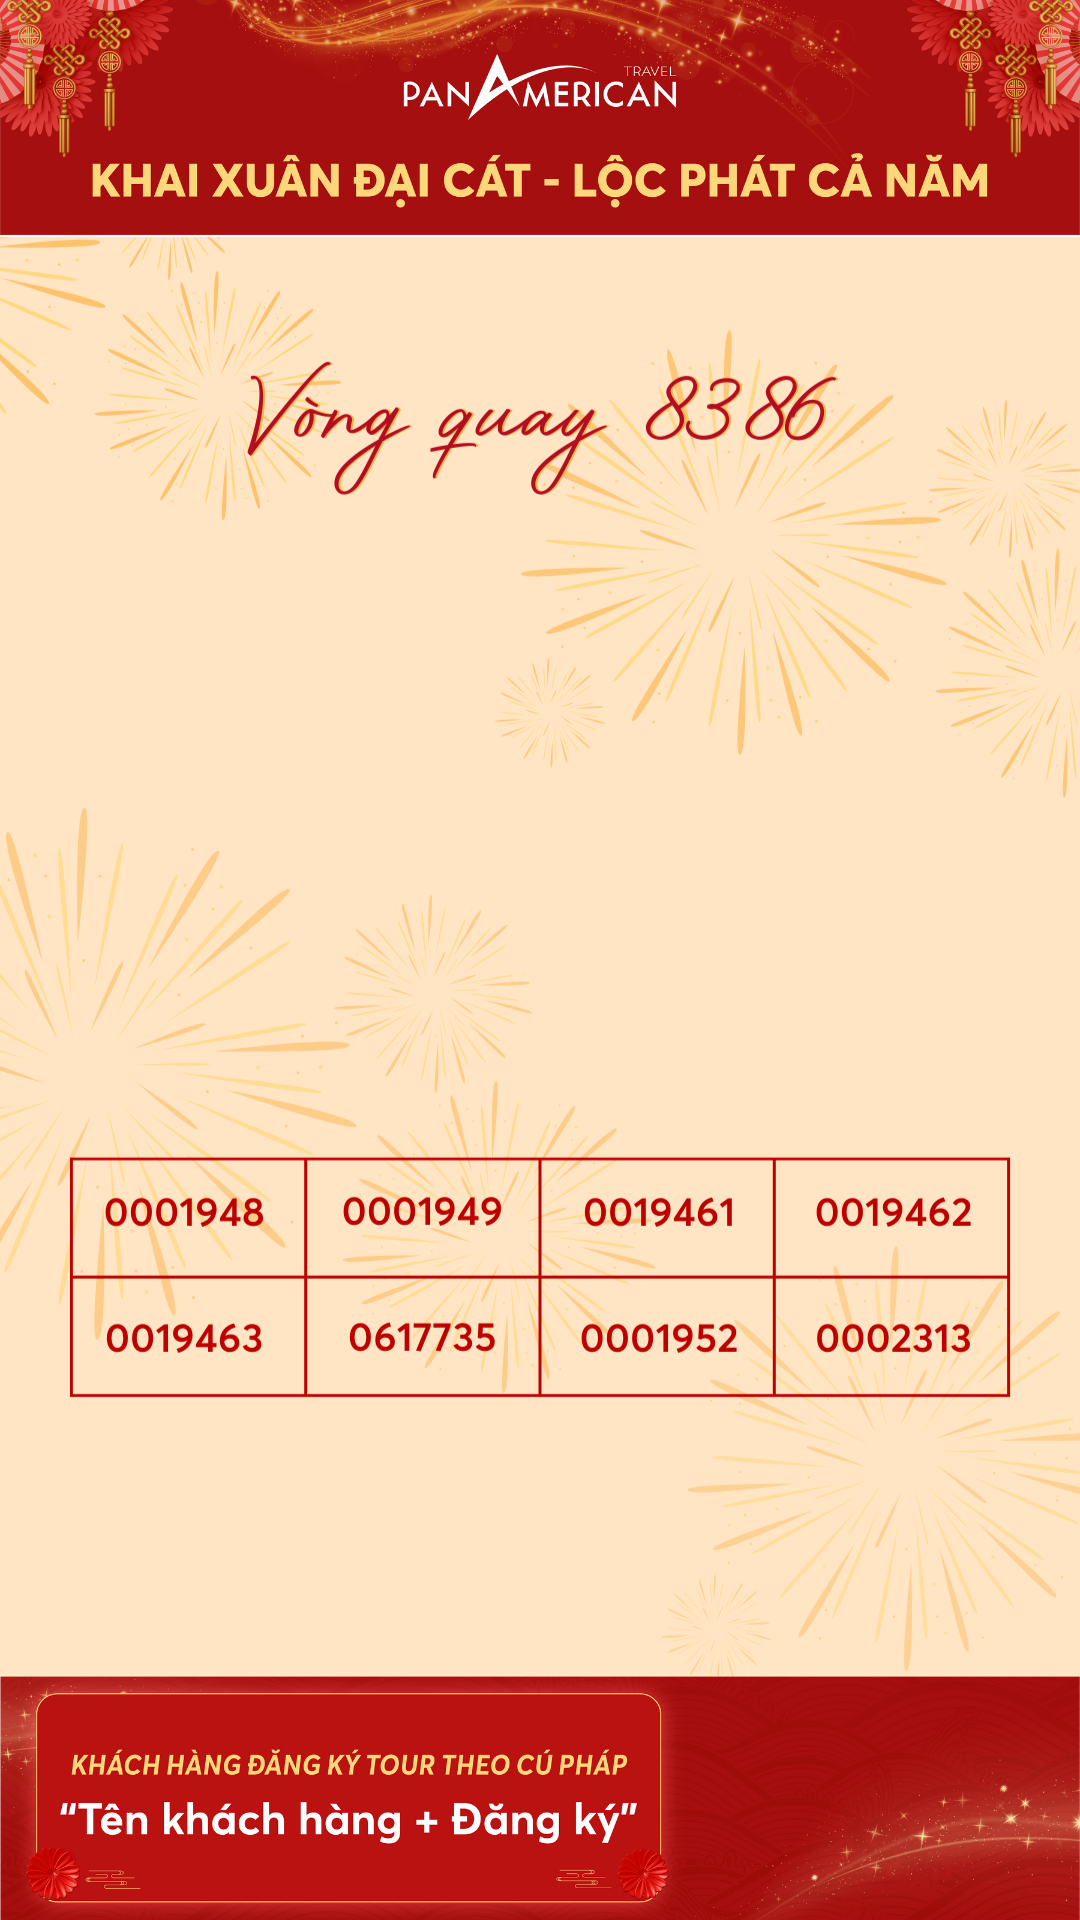 TRAVEL
PANAMERICAN
KHAI XUÂN ĐẠI CÁT - LỘC PHÁT CẢ NĂM
Vòng quay 8386
0001948 0001949 0019461 0019462
0019463 0617735 0001952 0002313
KHÁCH HÀNG ĐĂNG KÝ TOUR THEO CÚ PHÁP
“Tên khách hàng + Đăng ký”